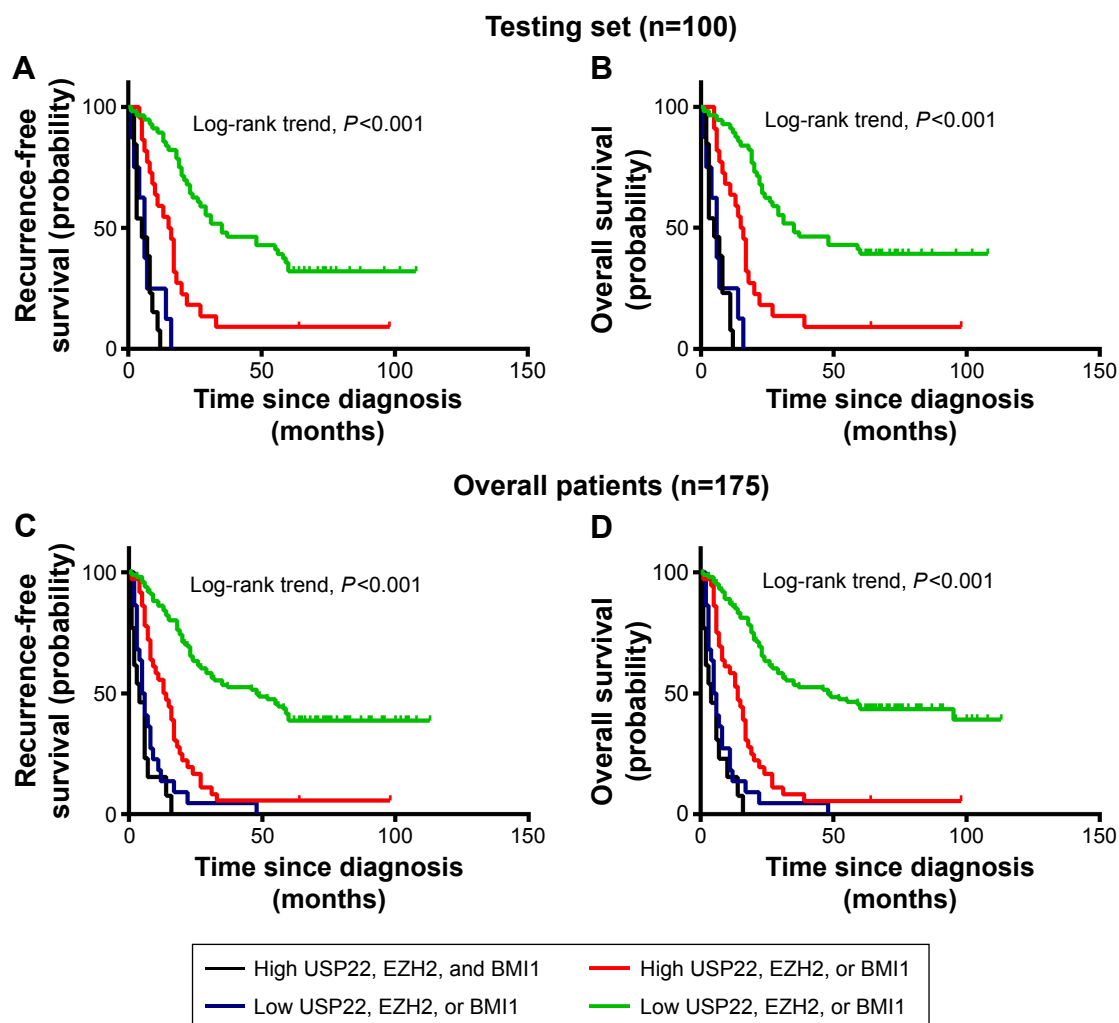 Testing set (n=100)
A
B
Recurrence-free
survival (probability)
100
50
0
Log-rank trend, P<0.001
0
50
100
150
Time since diagnosis
(months)
Overall survival
(probability)
100
50
0
Log-rank trend, P<0.001
0
50
100
150
Time since diagnosis
(months)
Overall patients (n=175)
C
D
Recurrence-free
survival (probability)
100
50
0
Log-rank trend, P<0.001
0
50
100
150
Time since diagnosis
(months)
Overall survival
(probability)
100
50
0
Log-rank trend, P<0.001
0
50
100
150
Time since diagnosis
(months)
High USP22, EZH2, and BMI1
High USP22, EZH2, or BMI1
Low USP22, EZH2, or BMI1
Low USP22, EZH2, or BMI1